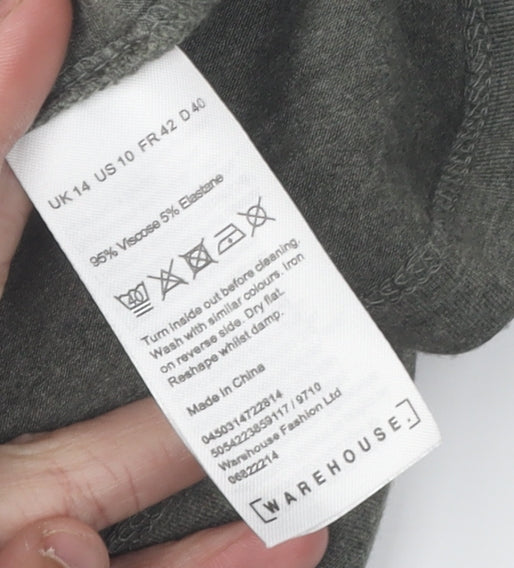 UK 14 US 10 FR 42 D 40
95% Viscose 5% Elastane
40
Turn inside out before cleaning.
Wash with similar colours. Iron
on reverse side. Dry flat.
Reshape whilst damp.
Made in China
0450314722814
5054223859117 / 9710
Warehouse Fashion Ltd
06822214
WAREHOUSE